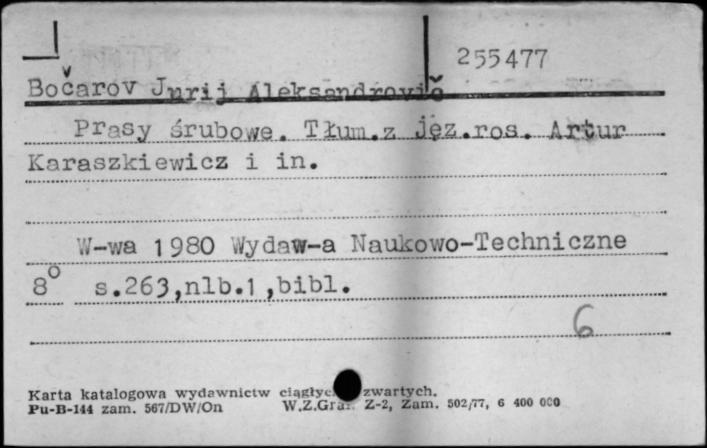 255477
Bočarov Jurij Aleksandrovič
Prasy śrubowe. Tłum.z jęz.ros. Artur
Karaszkiewicz i in.
W-wa 1980 Wydaw-a Naukowo-Techniczne
8° s.263,nlb.1,bibl.
6
Karta katalogowa wydawnictw zwartych.
Pu-B-144 zam. 567/DW/On W.Z.Graf. Z-2, Zam. 502/77, 6 400 000